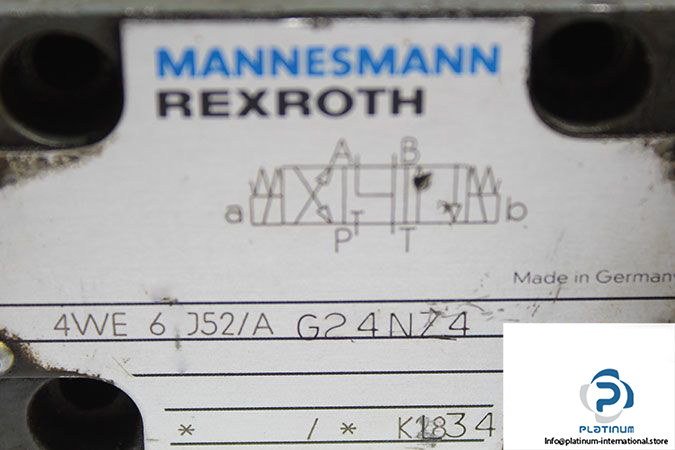 MANNESMANN
REXROTH
A B
a b
P T
Made in Germany
4WE 6 J52/A G24NZ4
* / * K1834
PLATINUM
Info@platinum-international.store